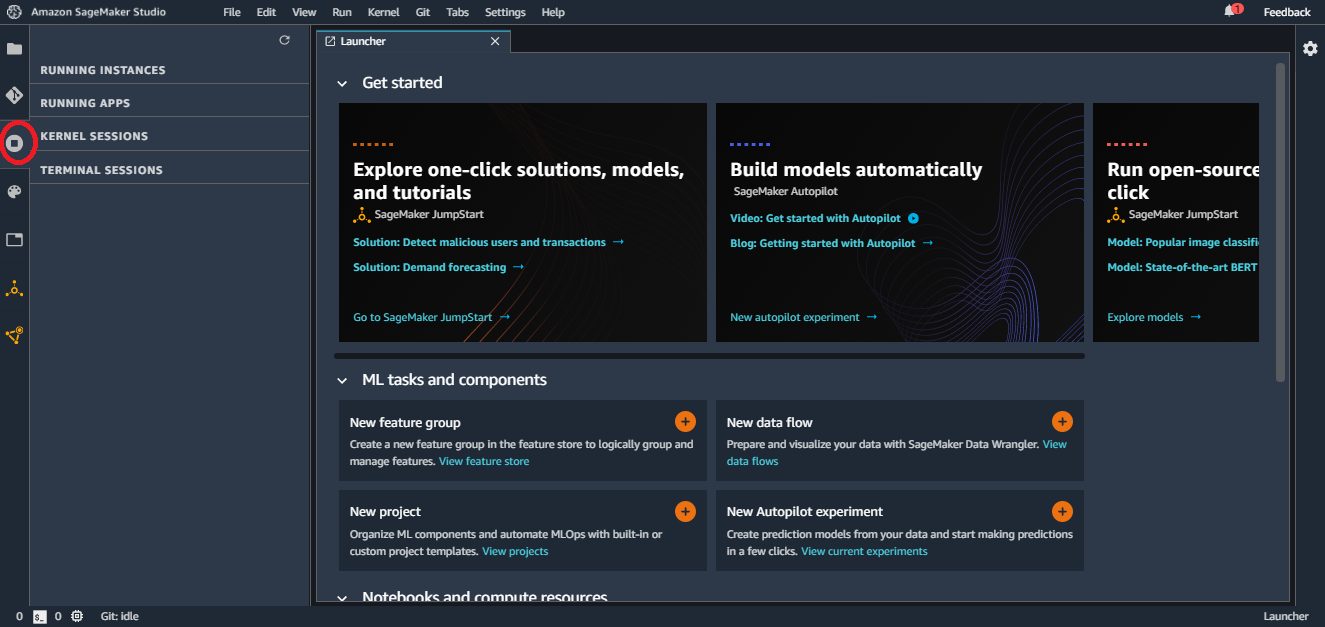 Amazon SageMaker Studio File Edit View Run Kernel Git Tabs Settings Help 1 Feedback
RUNNING INSTANCES
RUNNING APPS
KERNEL SESSIONS
TERMINAL SESSIONS
Launcher
Get started
Explore one-click solutions, models,
and tutorials
SageMaker JumpStart
Solution: Detect malicious users and transactions →
Solution: Demand forecasting →
Go to SageMaker JumpStart →
Build models automatically
SageMaker Autopilot
Video: Get started with Autopilot
Blog: Getting started with Autopilot →
New autopilot experiment →
Run open-source
click
SageMaker JumpStart
Model: Popular image classifi
Model: State-of-the-art BERT
Explore models →
ML tasks and components
New feature group
Create a new feature group in the feature store to logically group and
manage features. View feature store
New data flow
Prepare and visualize your data with SageMaker Data Wrangler. View
data flows
New project
Organize ML components and automate MLOps with built-in or
custom project templates. View projects
New Autopilot experiment
Create prediction models from your data and start making predictions
in a few clicks. View current experiments
Notebooks and compute resources
0 $_ 0 Git: idle Launcher